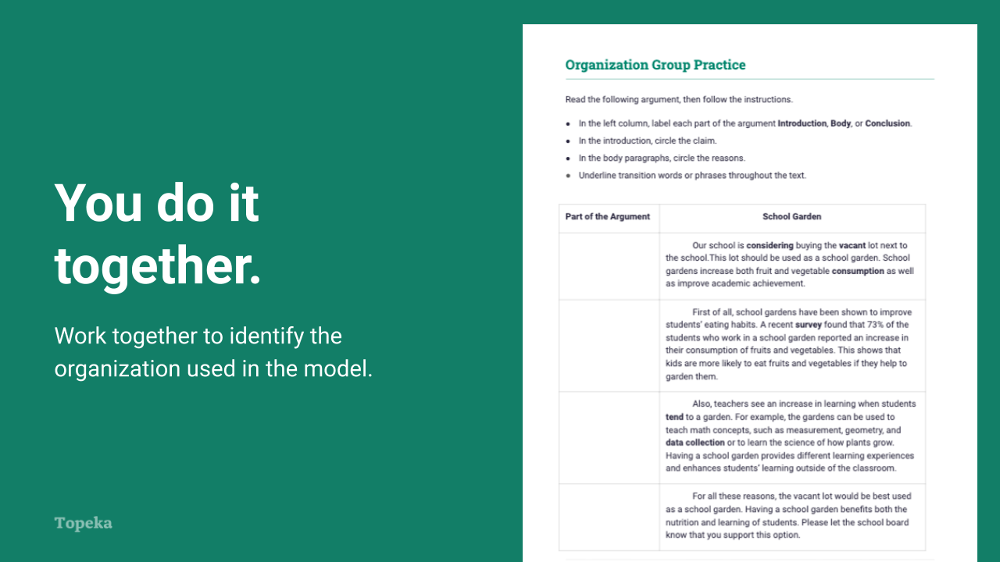 You do it
together.
Work together to identify the
organization used in the model.
Topeka
Organization Group Practice
Read the following argument, then follow the instructions.
● In the left column, label each part of the argument Introduction, Body, or Conclusion.
● In the introduction, circle the claim.
● In the body paragraphs, circle the reasons.
● Underline transition words or phrases throughout the text.
Part of the Argument
School Garden
Our school is considering buying the vacant lot next to
the school.This lot should be used as a school garden. School
gardens increase both fruit and vegetable consumption as well
as improve academic achievement.
First of all, school gardens have been shown to improve
students' eating habits. A recent survey found that 73% of the
students who work in a school garden reported an increase in
their consumption of fruits and vegetables. This shows that
kids are more likely to eat fruits and vegetables if they help to
garden them.
Also, teachers see an increase in learning when students
tend to a garden. For example, the gardens can be used to
teach math concepts, such as measurement, geometry, and
data collection or to learn the science of how plants grow.
Having a school garden provides different learning experiences
and enhances students' learning outside of the classroom.
For all these reasons, the vacant lot would be best used
as a school garden. Having a school garden benefits both the
nutrition and learning of students. Please let the school board
know that you support this option.